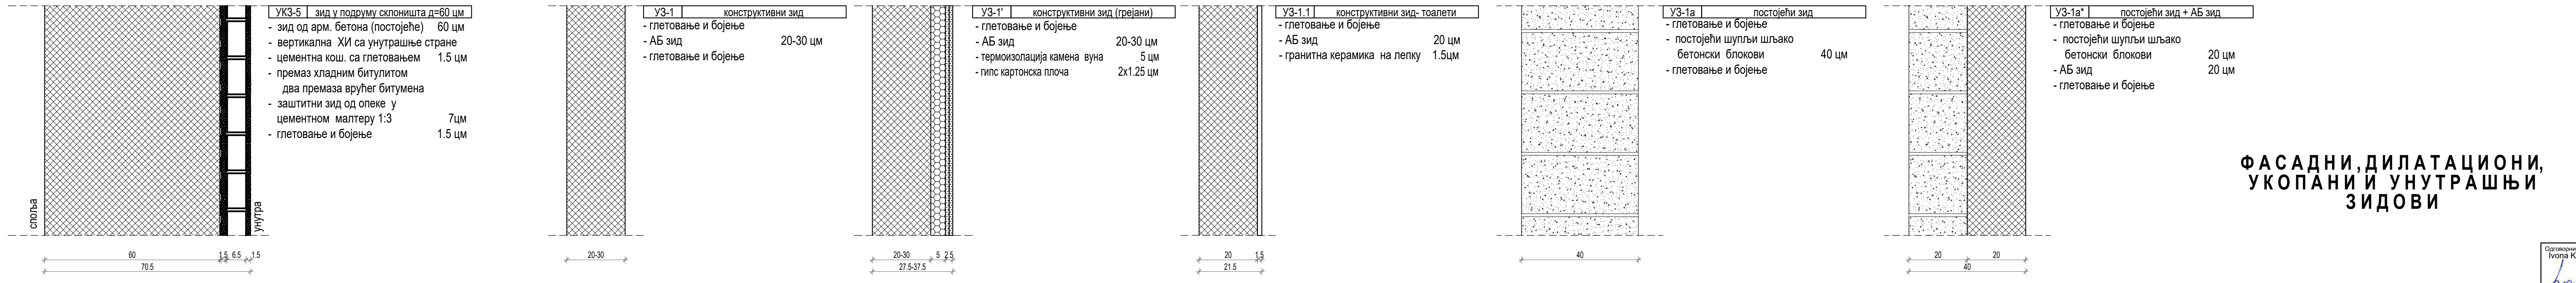 УКЗ-5 зид у подруму склоништа д=60 цм
- зид од арм. бетона (постојеће) 60 цм
- вертикална ХИ са унутрашње стране
- цементна кош. са глетовањем 1.5 цм
- премаз хладним битулитом
два премаза врућег битумена
- заштитни зид од опеке у
цементном малтеру 1:3 7цм
- глетовање и бојење 1.5 цм
споља
унутра
60 1.5 6.5 1.5
70.5
УЗ-1 конструктивни зид
- глетовање и бојење
- АБ зид 20-30 цм
- глетовање и бојење
20-30
УЗ-1' конструктивни зид (грејани)
- глетовање и бојење
- АБ зид 20-30 цм
- термоизолација камена вуна 5 цм
- гипс картонска плоча 2x1.25 цм
20-30 5 2.5
27.5-37.5
УЗ-1.1 конструктивни зид- тоалети
- глетовање и бојење
- АБ зид 20 цм
- гранитна керамика на лепку 1.5цм
20 1.5
21.5
УЗ-1а постојећи зид
- глетовање и бојење
- постојећи шупљи шљако
бетонски блокови 40 цм
- глетовање и бојење
40
УЗ-1а* постојећи зид + АБ зид
- глетовање и бојење
- постојећи шупљи шљако
бетонски блокови 20 цм
- АБ зид 20 цм
- глетовање и бојење
20 20
40
ФАСАДНИ,ДИЛАТАЦИОНИ,
УКОПАНИ И УНУТРАШЊИ
ЗИДОВИ
Одговорни
Ivona K